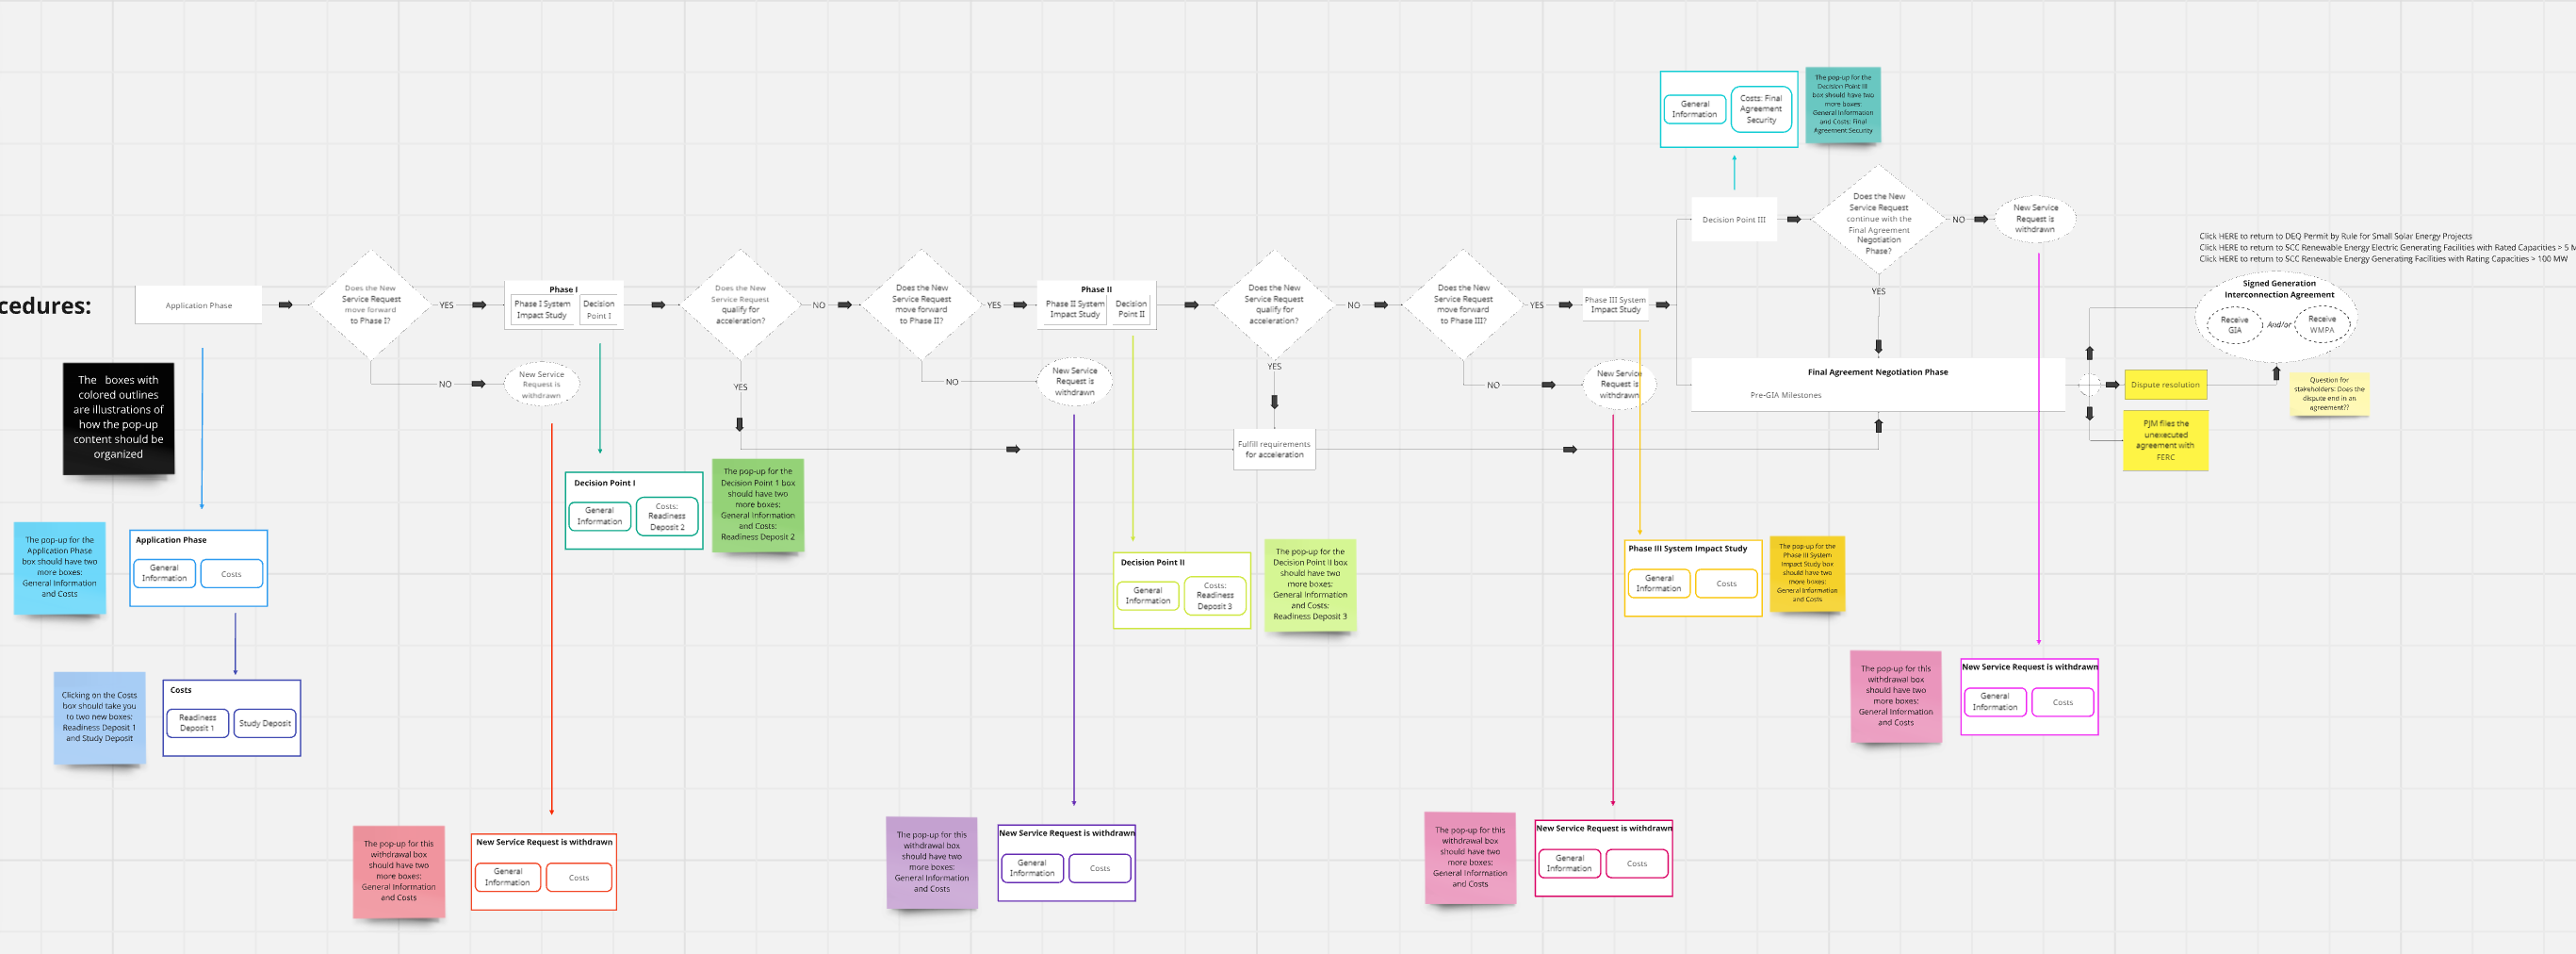 cedures:
Application Phase
Does the New
Service Request
move forward
to Phase I?
YES
NO
Phase I
Phase I System
Impact Study
Decision
Point I
New Service
Request is
withdrawn
Does the New
Service Request
qualify for
acceleration?
NO
YES
Does the New
Service Request
move forward
to Phase II?
YES
NO
Phase II
Phase II System
Impact Study
Decision
Point II
New Service
Request is
withdrawn
Does the New
Service Request
qualify for
acceleration?
NO
YES
Fulfill requirements
for acceleration
Does the New
Service Request
move forward
to Phase III?
YES
NO
Phase III System
Impact Study
New Service
Request is
withdrawn
General
Information
Costs: Final
Agreement
Security
The pop-up for the
Decision Point III
box should have two
more boxes:
General Information
and Costs: Final
Agreement Security
Decision Point III
Does the New
Service Request
continue with the
Final Agreement
Negotiation
Phase?
NO
YES
New Service
Request is
withdrawn
Final Agreement Negotiation Phase
Pre-GIA Milestones
Click HERE to return to DEQ Permit by Rule for Small Solar Energy Projects
Click HERE to return to SCC Renewable Energy Electric Generating Facilities with Rated Capacities > 5 M
Click HERE to return to SCC Renewable Energy Generating Facilities with Rating Capacities > 100 MW
Signed Generation
Interconnection Agreement
Receive
GIA
And/or
Receive
WMPA
Dispute resolution
PJM files the
unexecuted
agreement with
FERC
Question for
stakeholders: Does the
dispute end in an
agreement??
The boxes with
colored outlines
are illustrations of
how the pop-up
content should be
organized
The pop-up for the
Application Phase
box should have two
more boxes:
General Information
and Costs
Application Phase
General
Information
Costs
Clicking on the Costs
box should take you
to two new boxes:
Readiness Deposit 1
and Study Deposit
Costs
Readiness
Deposit 1
Study Deposit
Decision Point I
General
Information
Costs:
Readiness
Deposit 2
The pop-up for the
Decision Point 1 box
should have two
more boxes:
General Information
and Costs:
Readiness Deposit 2
Decision Point II
General
Information
Costs:
Readiness
Deposit 3
The pop-up for the
Decision Point II box
should have two
more boxes:
General Information
and Costs:
Readiness Deposit 3
Phase III System Impact Study
General
Information
Costs
The pop-up for the
Phase III System
Impact Study box
should have two
more boxes:
General Information
and Costs
The pop-up for this
withdrawal box
should have two
more boxes:
General Information
and Costs
New Service Request is withdrawn
General
Information
Costs
The pop-up for this
withdrawal box
should have two
more boxes:
General Information
and Costs
New Service Request is withdrawn
General
Information
Costs
The pop-up for this
withdrawal box
should have two
more boxes:
General Information
and Costs
New Service Request is withdrawn
General
Information
Costs
The pop-up for this
withdrawal box
should have two
more boxes:
General Information
and Costs
New Service Request is withdrawn
General
Information
Costs